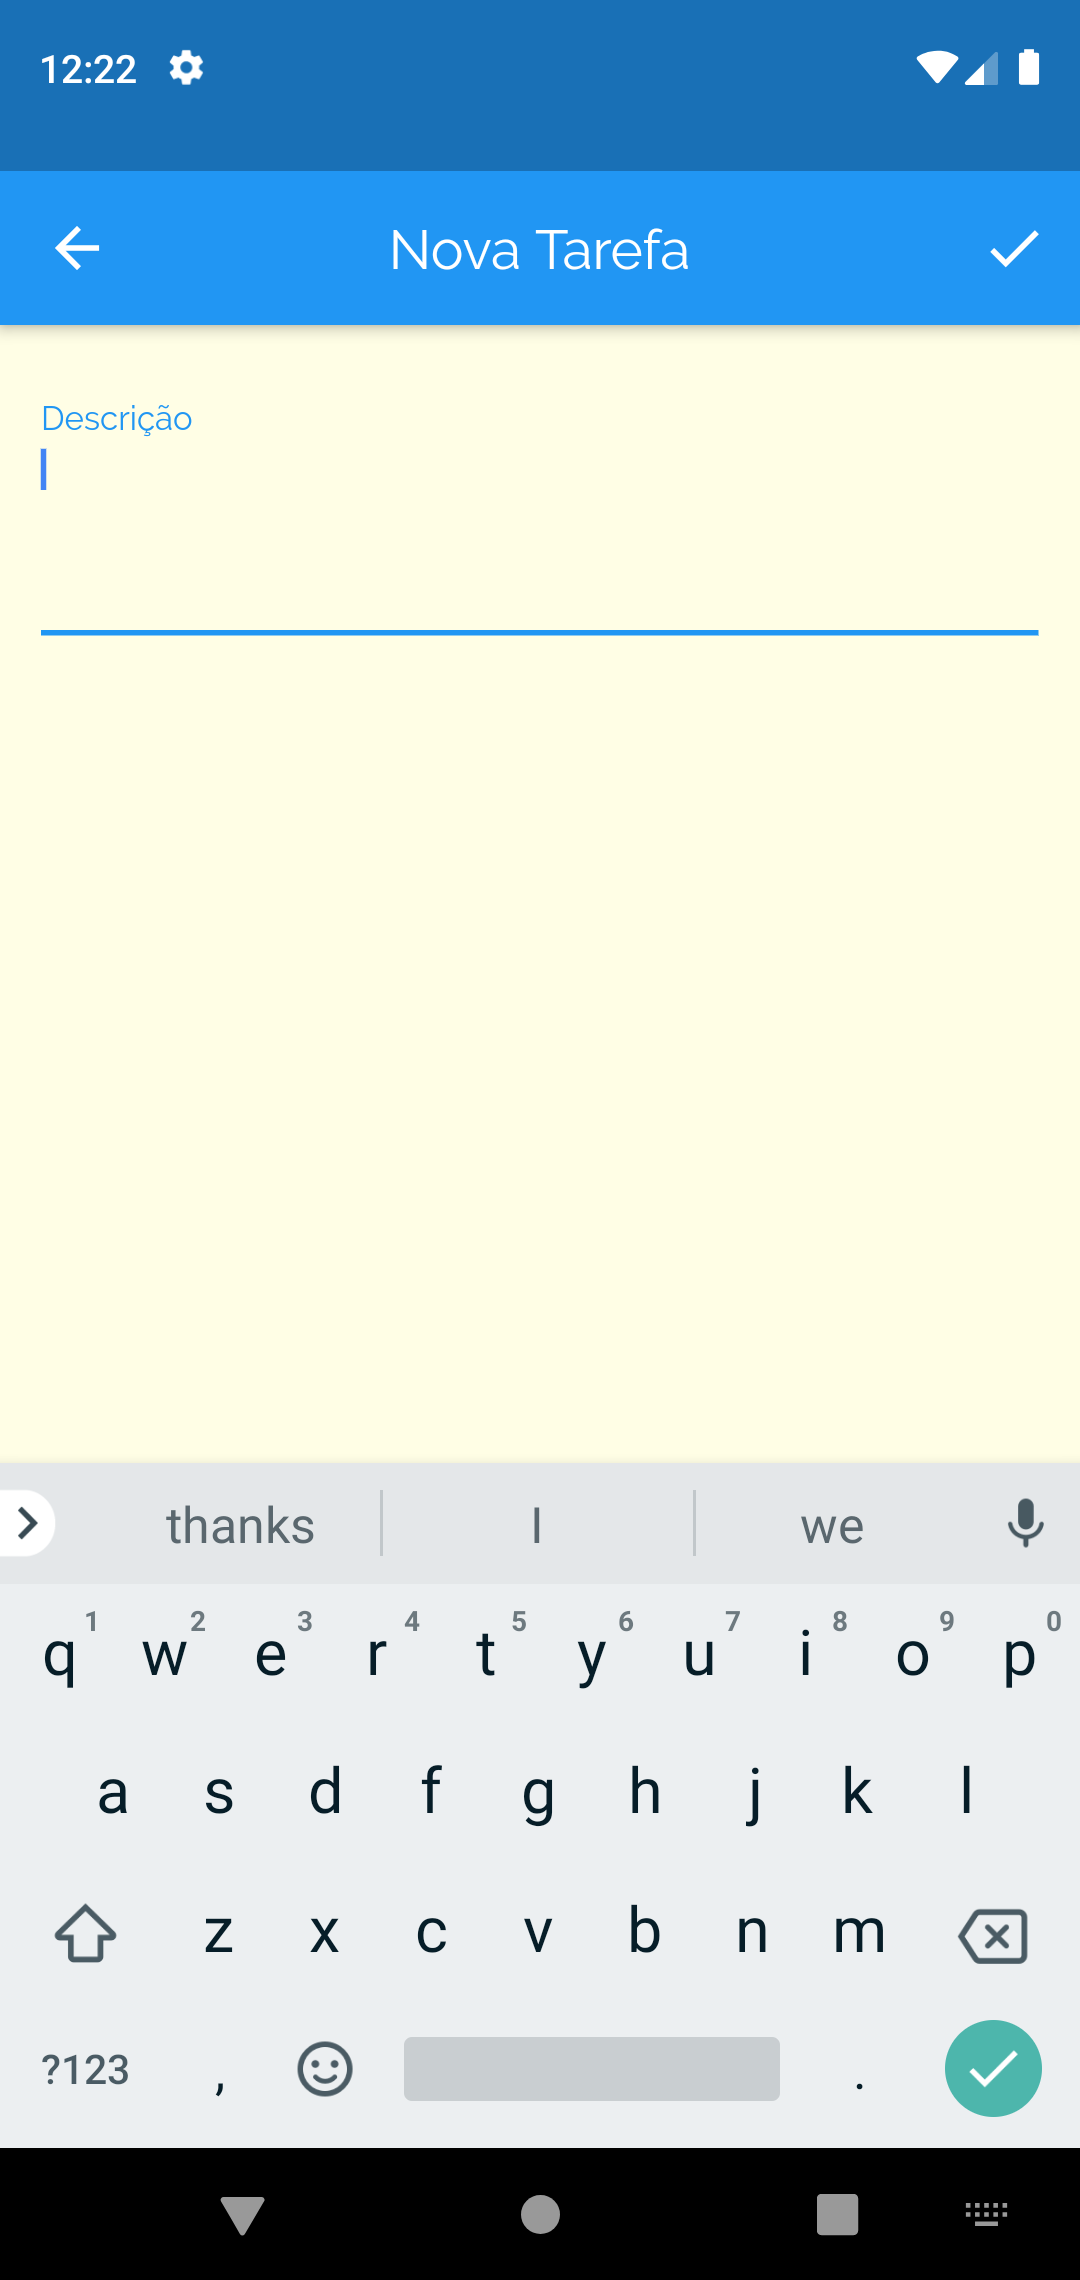 12:22
Nova Tarefa
Descrição
thanks I we
1 2 3 4 5 6 7 8 9 0
q w e r t y u i o p
a s d f g h j k l
z x c v b n m
?123 , .